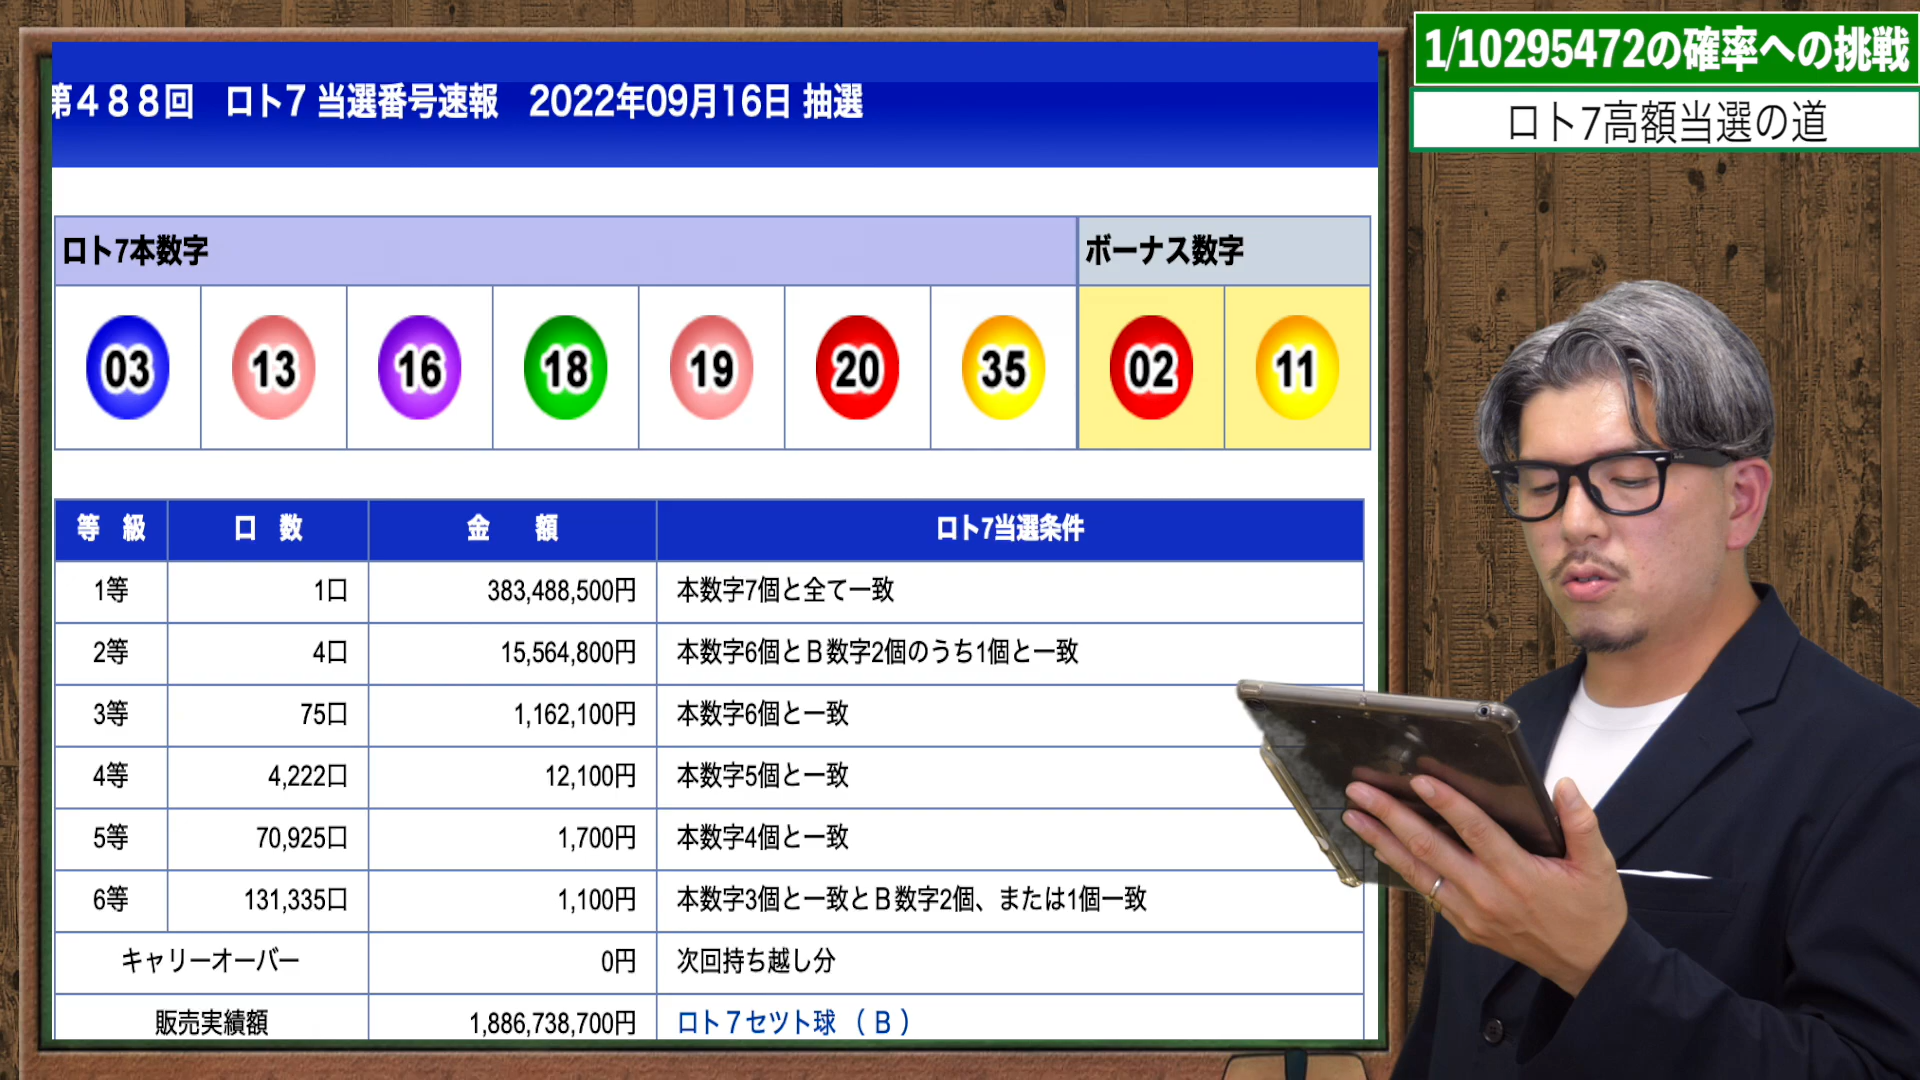 1/10295472の確率への挑戦
ロト7高額当選の道
第488回 ロト7 当選番号速報 2022年09月16日 抽選
ロト7本数字 ボーナス数字
03 13 16 18 19 20 35 02 11
等 級 口 数 金 額 ロト7当選条件
1等 1口 383,488,500円 本数字7個と全て一致
2等 4口 15,564,800円 本数字6個とB数字2個のうち1個と一致
3等 75口 1,162,100円 本数字6個と一致
4等 4,222口 12,100円 本数字5個と一致
5等 70,925口 1,700円 本数字4個と一致
6等 131,335口 1,100円 本数字3個と一致とB数字2個、または1個一致
キャリーオーバー 0円 次回持ち越し分
販売実績額 1,886,738,700円 ロト7セツト球 ( B )